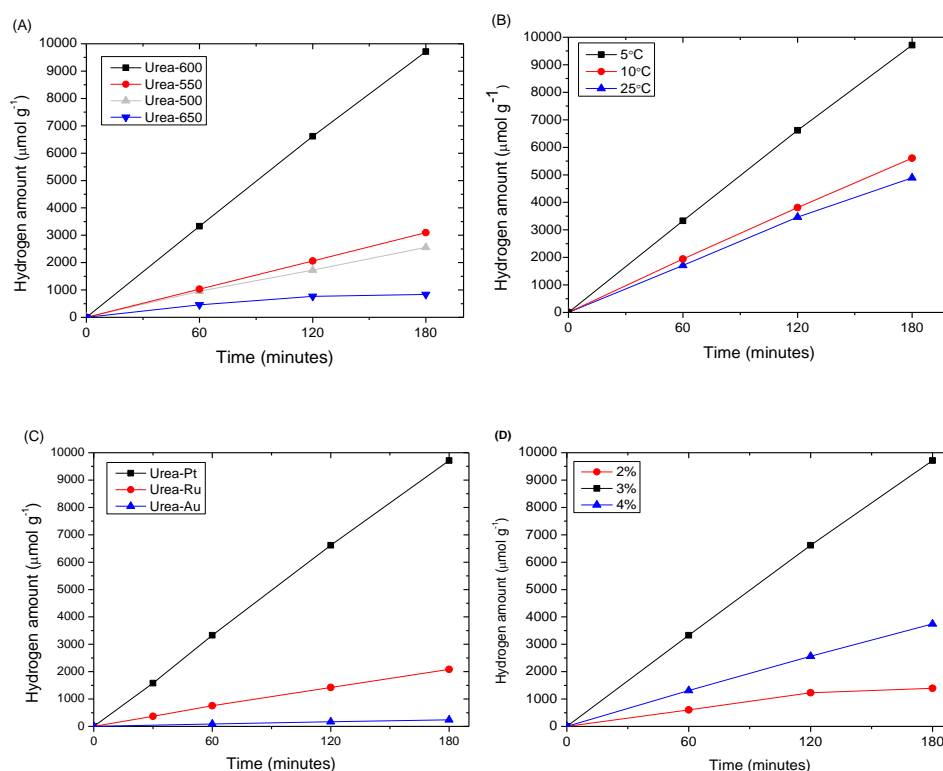 (A)
10000
9000
8000
7000
6000
5000
4000
3000
2000
1000
0
Hydrogen amount (μmol g⁻¹)
Urea-600
Urea-550
Urea-500
Urea-650
0 60 120 180
Time (minutes)
(B)
10000
9000
8000
7000
6000
5000
4000
3000
2000
1000
0
Hydrogen amount (μmol g⁻¹)
5°C
10°C
25°C
0 60 120 180
Time (minutes)
(C)
10000
9000
8000
7000
6000
5000
4000
3000
2000
1000
0
Hydrogen amount (μmol g⁻¹)
Urea-Pt
Urea-Ru
Urea-Au
0 60 120 180
Time (minutes)
(D)
10000
9000
8000
7000
6000
5000
4000
3000
2000
1000
0
Hydrogen amount (μmol g⁻¹)
2%
3%
4%
0 60 120 180
Time (minutes)